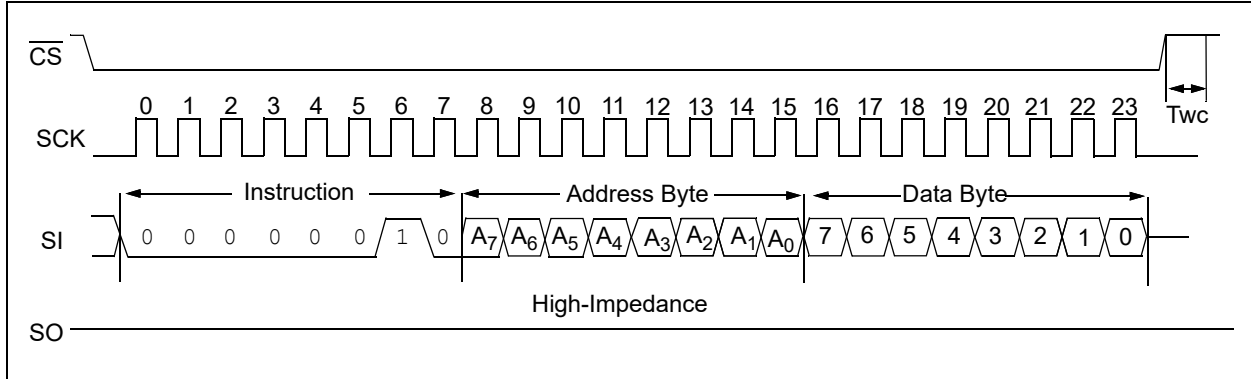 CS
0 1 2 3 4 5 6 7 8 9 10 11 12 13 14 15 16 17 18 19 20 21 22 23
Twc
SCK
Instruction Address Byte Data Byte
SI 0 0 0 0 0 0 1 0 A7 A6 A5 A4 A3 A2 A1 A0 7 6 5 4 3 2 1 0
High-Impedance
SO